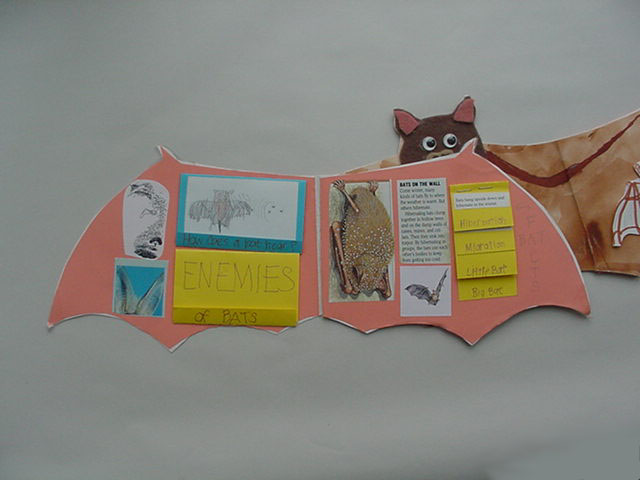 How does a bat hear?
ENEMIES
of BATS
BATS ON THE WALL
Come winter, many
kinds of bats fly to where
the weather is warm. But
others hibernate.
Hibernating bats clump
together in hollow trees
and on the damp walls of
caves, mines, and cel-
lars. Then they sink into
torpor. By hibernating in
groups, the bats can each
other's bodies to keep
from getting too cold.
Bats hang upside down and
hibernate in the winter.
Hibernation
Migration
Little Bat
Big Bat
BAT